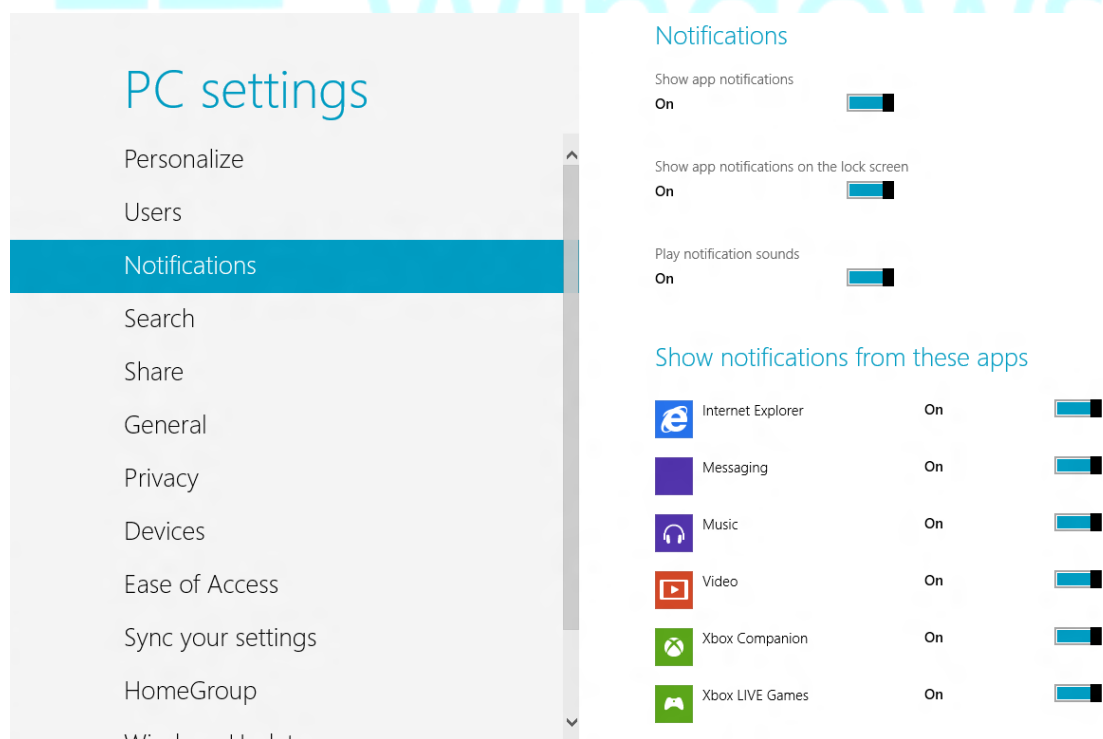 PC settings
Personalize
Users
Notifications
Search
Share
General
Privacy
Devices
Ease of Access
Sync your settings
HomeGroup
Windows Update
Notifications
Show app notifications
On
Show app notifications on the lock screen
On
Play notification sounds
On
Show notifications from these apps
Internet Explorer On
Messaging On
Music On
Video On
Xbox Companion On
Xbox LIVE Games On